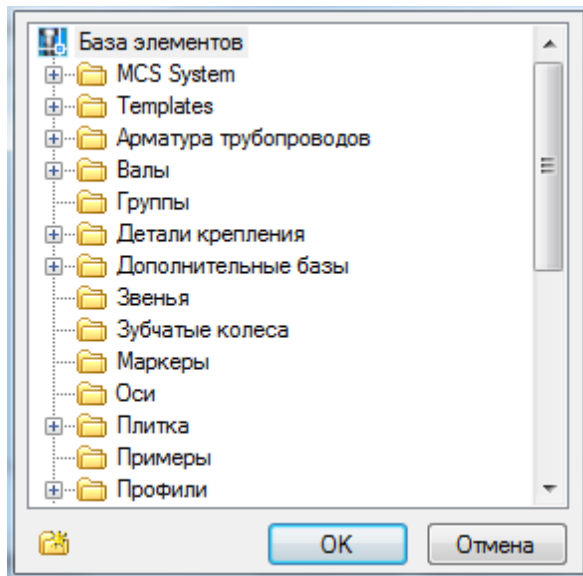 База элементов
MCS System
Templates
Арматура трубопроводов
Валы
Группы
Детали крепления
Дополнительные базы
Звенья
Зубчатые колеса
Маркеры
Оси
Плитка
Примеры
Профили
OK Отмена